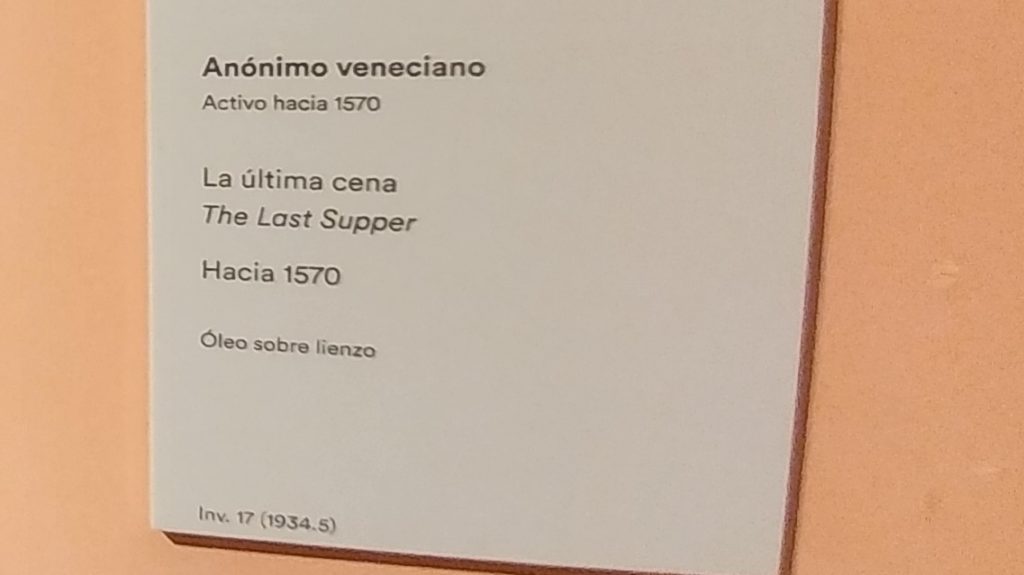 Anónimo veneciano
Activo hacia 1570
La última cena
The Last Supper
Hacia 1570
Óleo sobre lienzo
Inv. 17 (1934.5)